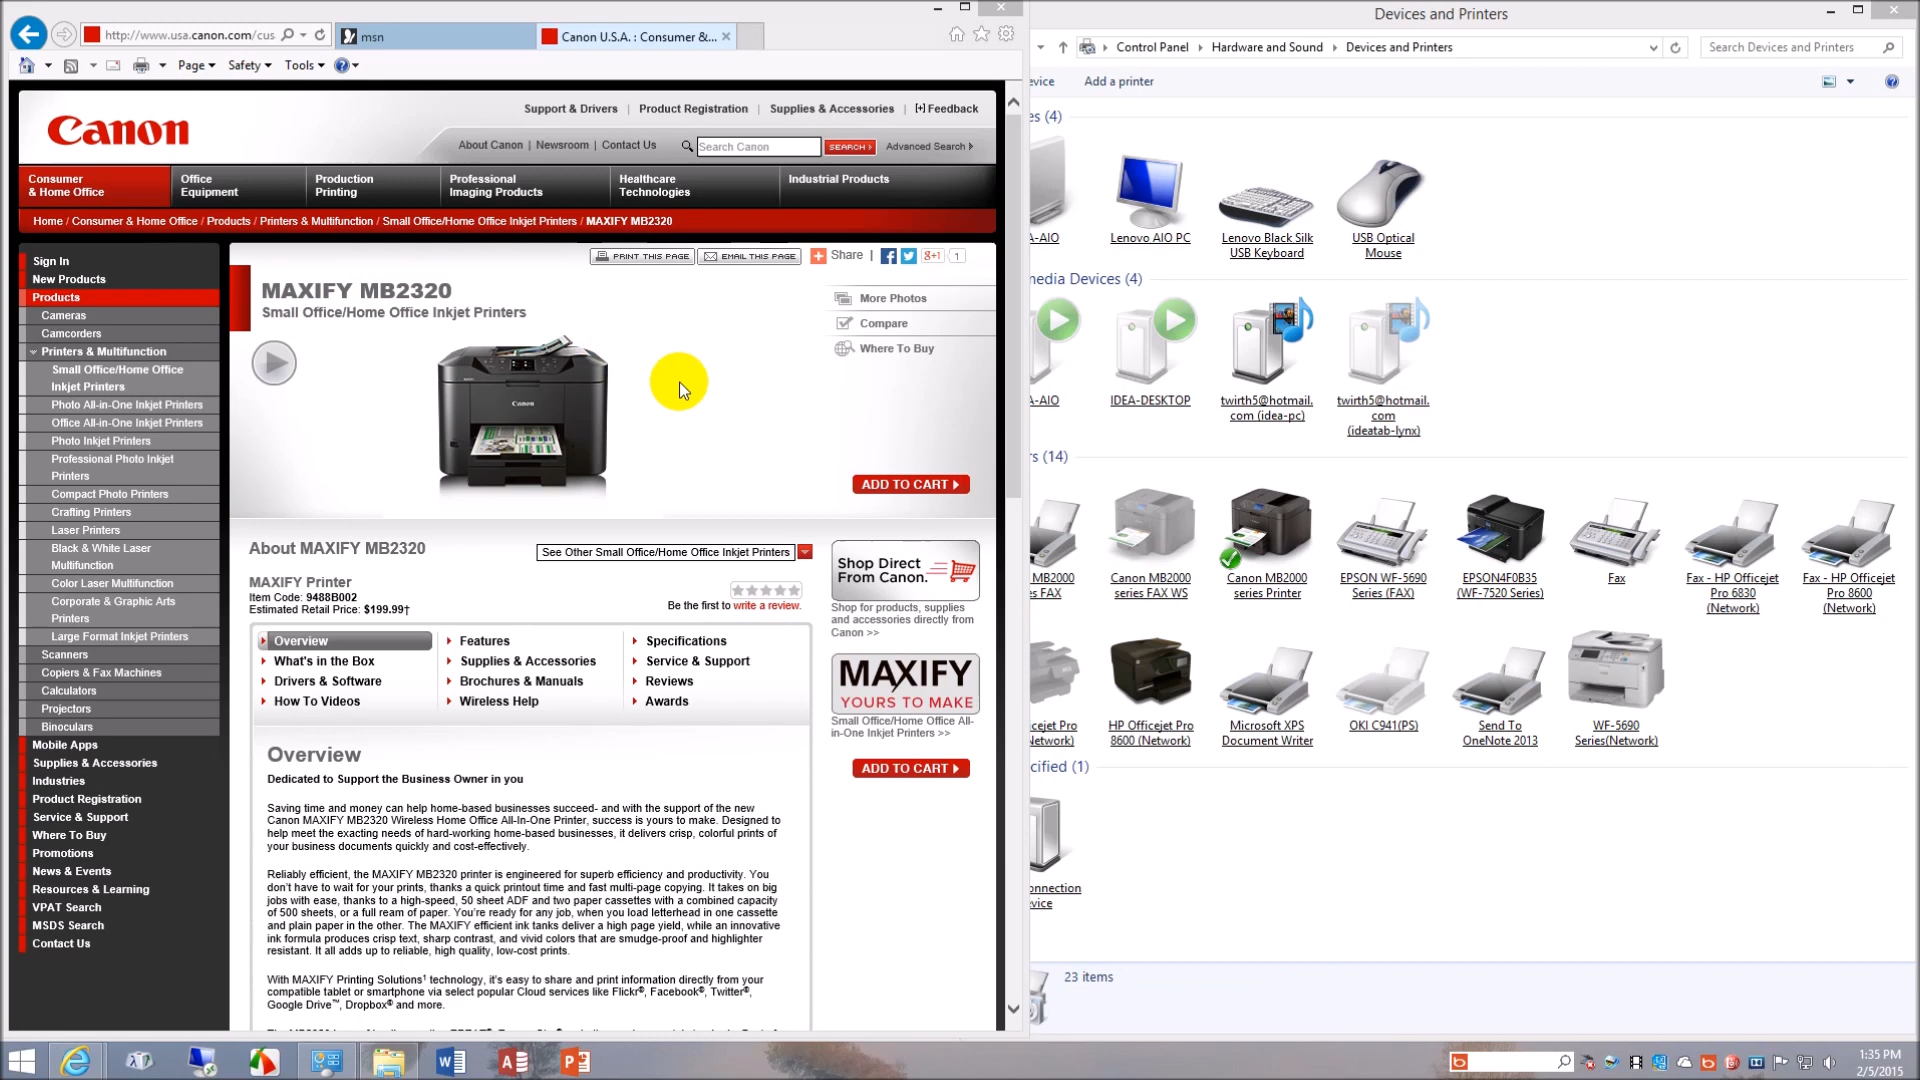 http://www.usa.canon.com/cus
msn
Canon U.S.A. : Consumer &...
Page
Safety
Tools
Support & Drivers | Product Registration | Supplies & Accessories | [+] Feedback
Canon
About Canon | Newsroom | Contact Us
Search Canon
SEARCH
Advanced Search
Consumer
& Home Office
Office
Equipment
Production
Printing
Professional
Imaging Products
Healthcare
Technologies
Industrial Products
Home / Consumer & Home Office / Products / Printers & Multifunction / Small Office/Home Office Inkjet Printers / MAXIFY MB2320
Sign In
New Products
Products
Cameras
Camcorders
Printers & Multifunction
Small Office/Home Office
Inkjet Printers
Photo All-in-One Inkjet Printers
Office All-in-One Inkjet Printers
Photo Inkjet Printers
Professional Photo Inkjet
Printers
Compact Photo Printers
Crafting Printers
Laser Printers
Black & White Laser
Multifunction
Color Laser Multifunction
Corporate & Graphic Arts
Printers
Large Format Inkjet Printers
Scanners
Copiers & Fax Machines
Calculators
Projectors
Binoculars
Mobile Apps
Supplies & Accessories
Industries
Product Registration
Service & Support
Where To Buy
Promotions
News & Events
Resources & Learning
VPAT Search
MSDS Search
Contact Us
PRINT THIS PAGE
EMAIL THIS PAGE
Share |
g+1
1
MAXIFY MB2320
Small Office/Home Office Inkjet Printers
More Photos
Compare
Where To Buy
Canon
ADD TO CART
About MAXIFY MB2320
See Other Small Office/Home Office Inkjet Printers
MAXIFY Printer
Item Code: 9488B002
Estimated Retail Price: $199.99†
Be the first to write a review.
Overview
Features
Specifications
What's in the Box
Supplies & Accessories
Service & Support
Drivers & Software
Brochures & Manuals
Reviews
How To Videos
Wireless Help
Awards
Shop Direct
From Canon.
Shop for products, supplies
and accessories directly from
Canon >>
MAXIFY
YOURS TO MAKE
Small Office/Home Office All-
in-One Inkjet Printers >>
ADD TO CART
Overview
Dedicated to Support the Business Owner in you
Saving time and money can help home-based businesses succeed- and with the support of the new
Canon MAXIFY MB2320 Wireless Home Office All-In-One Printer, success is yours to make. Designed to
help meet the exacting needs of hard-working home-based businesses, it delivers crisp, colorful prints of
your business documents quickly and cost-effectively.
Reliably efficient, the MAXIFY MB2320 printer is engineered for superb efficiency and productivity. You
don't have to wait for your prints, thanks a quick printout time and fast multi-page copying. It takes on big
jobs with ease, thanks to a high-speed, 50 sheet ADF and two paper cassettes with a combined capacity
of 500 sheets, or a full ream of paper. You're ready for any job, when you load letterhead in one cassette
and plain paper in the other. The MAXIFY efficient ink tanks deliver a high page yield, while an innovative
ink formula produces crisp text, sharp contrast, and vivid colors that are smudge-proof and highlighter
resistant. It all adds up to reliable, high quality, low-cost prints.
With MAXIFY Printing Solutions¹ technology, it's easy to share and print information directly from your
compatible tablet or smartphone via select popular Cloud services like Flickr®, Facebook®, Twitter®,
Google Drive™, Dropbox® and more.
Devices and Printers
Control Panel
Hardware and Sound
Devices and Printers
Search Devices and Printers
evice
Add a printer
es (4)
A-AIO
Lenovo AIO PC
Lenovo Black Silk
USB Keyboard
USB Optical
Mouse
media Devices (4)
A-AIO
IDEA-DESKTOP
twirth5@hotmail.
com (idea-pc)
twirth5@hotmail.
com
(ideatab-lynx)
rs (14)
MB2000
es FAX
Canon MB2000
series FAX WS
Canon MB2000
series Printer
EPSON WF-5690
Series (FAX)
EPSON4F0B35
(WF-7520 Series)
Fax
Fax - HP Officejet
Pro 6830
(Network)
Fax - HP Officejet
Pro 8600
(Network)
cejet Pro
Network)
HP Officejet Pro
8600 (Network)
Microsoft XPS
Document Writer
OKI C941(PS)
Send To
OneNote 2013
WF-5690
Series(Network)
cified (1)
onnection
vice
23 items
1:35 PM
2/5/2015